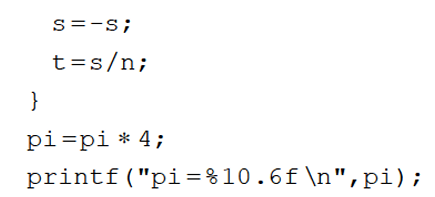 s=-s;
t=s/n;
}
pi=pi * 4;
printf("pi=%10.6f\n",pi);